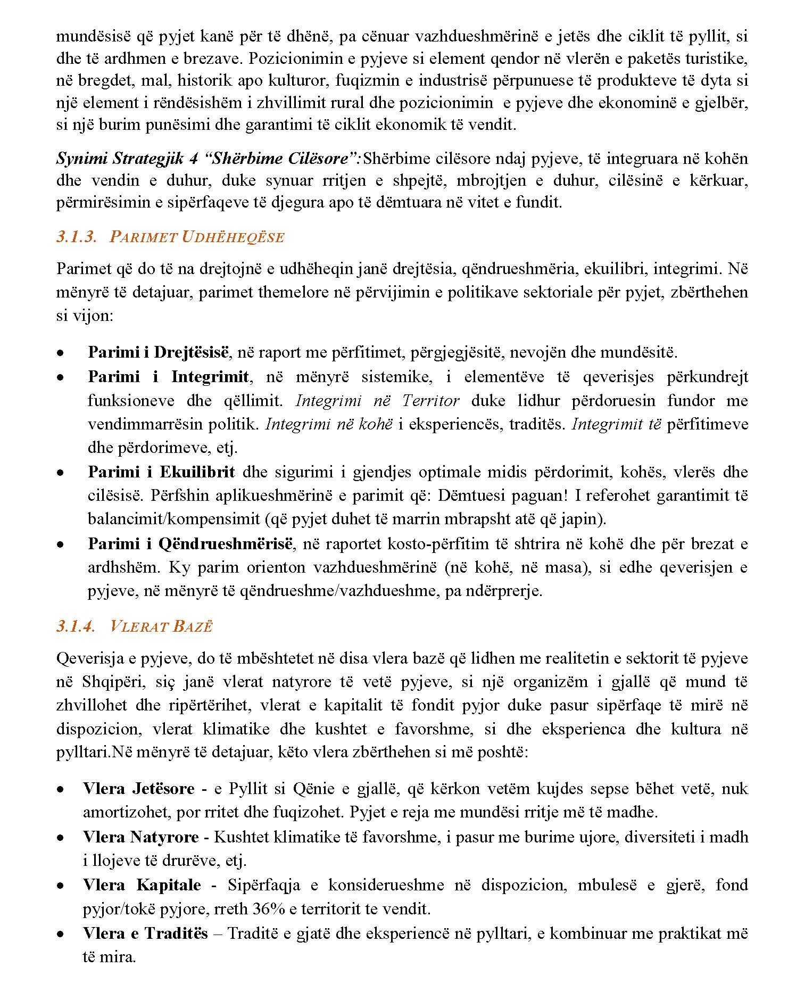 mundësisë që pyjet kanë për të dhënë, pa cënuar vazhdueshmërinë e jetës dhe ciklit të pyllit, si
dhe të ardhmen e brezave. Pozicionimin e pyjeve si element qendor në vlerën e paketës turistike,
në bregdet, mal, historik apo kulturor, fuqizmin e industrisë përpunuese të produkteve të dyta si
një element i rëndësishëm i zhvillimit rural dhe pozicionimin e pyjeve dhe ekonominë e gjelbër,
si një burim punësimi dhe garantimi të ciklit ekonomik të vendit.
Synimi Strategjik 4 “Shërbime Cilësore”:Shërbime cilësore ndaj pyjeve, të integruara në kohën
dhe vendin e duhur, duke synuar rritjen e shpejtë, mbrojtjen e duhur, cilësinë e kërkuar,
përmirësimin e sipërfaqeve të djegura apo të dëmtuara në vitet e fundit.
3.1.3. PARIMET UDHËHEQËSE
Parimet që do të na drejtojnë e udhëheqin janë drejtësia, qëndrueshmëria, ekuilibri, integrimi. Në
mënyrë të detajuar, parimet themelore në përvijimin e politikave sektoriale për pyjet, zbërthehen
si vijon:
• Parimi i Drejtësisë, në raport me përfitimet, përgjegjësitë, nevojën dhe mundësitë.
• Parimi i Integrimit, në mënyrë sistemike, i elementëve të qeverisjes përkundrejt
funksioneve dhe qëllimit. Integrimi në Territor duke lidhur përdoruesin fundor me
vendimmarrësin politik. Integrimi në kohë i eksperiencës, traditës. Integrimit të përfitimeve
dhe përdorimeve, etj.
• Parimi i Ekuilibrit dhe sigurimi i gjendjes optimale midis përdorimit, kohës, vlerës dhe
cilësisë. Përfshin aplikueshmërinë e parimit që: Dëmtuesi paguan! I referohet garantimit të
balancimit/kompensimit (që pyjet duhet të marrin mbrapsht atë që japin).
• Parimi i Qëndrueshmërisë, në raportet kosto-përfitim të shtrira në kohë dhe për brezat e
ardhshëm. Ky parim orienton vazhdueshmërinë (në kohë, në masa), si edhe qeverisjen e
pyjeve, në mënyrë të qëndrueshme/vazhdueshme, pa ndërprerje.
3.1.4. VLERAT BAZË
Qeverisja e pyjeve, do të mbështetet në disa vlera bazë që lidhen me realitetin e sektorit të pyjeve
në Shqipëri, siç janë vlerat natyrore të vetë pyjeve, si një organizëm i gjallë që mund të
zhvillohet dhe ripërtërihet, vlerat e kapitalit të fondit pyjor duke pasur sipërfaqe të mirë në
dispozicion, vlerat klimatike dhe kushtet e favorshme, si dhe eksperienca dhe kultura në
pylltari.Në mënyrë të detajuar, këto vlera zbërthehen si më poshtë:
• Vlera Jetësore - e Pyllit si Qënie e gjallë, që kërkon vetëm kujdes sepse bëhet vetë, nuk
amortizohet, por rritet dhe fuqizohet. Pyjet e reja me mundësi rritje më të madhe.
• Vlera Natyrore - Kushtet klimatike të favorshme, i pasur me burime ujore, diversiteti i madh
i llojeve të drurëve, etj.
• Vlera Kapitale - Sipërfaqja e konsiderueshme në dispozicion, mbulesë e gjerë, fond
pyjor/tokë pyjore, rreth 36% e territorit te vendit.
• Vlera e Traditës – Traditë e gjatë dhe eksperiencë në pylltari, e kombinuar me praktikat më
të mira.